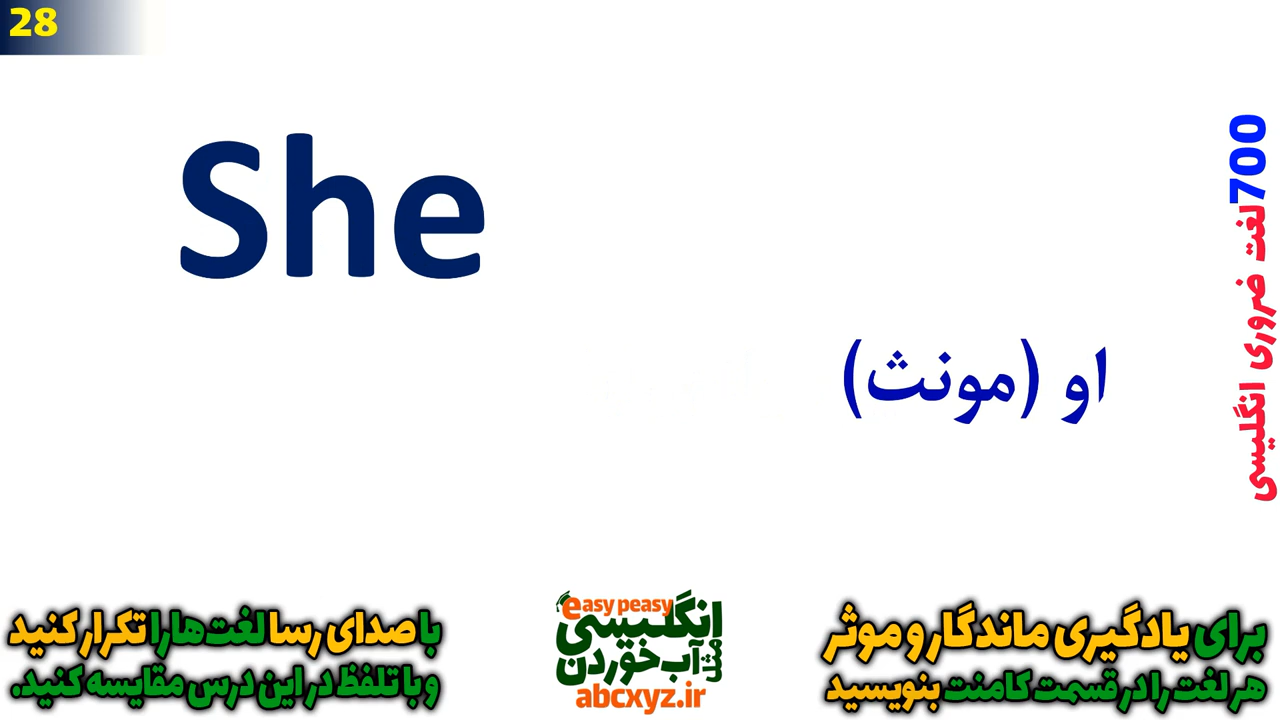 28
She
او (مونث)
700 لغت ضروری انگلیسی
برای یادگیری ماندگار و موثر
هر لغت را در قسمت کامنت بنویسید
easy peasy
انگلیسی
مثل آب خوردن
abcxyz.ir
با صدای رسا لغت‌ها را تکرار کنید
و با تلفظ در این درس مقایسه کنید.